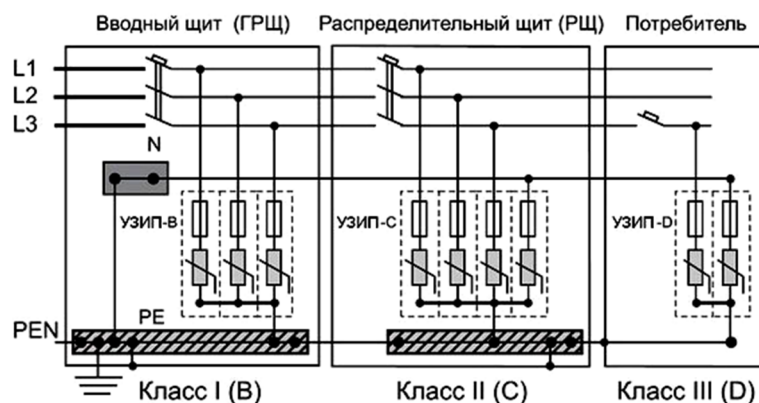 Вводный щит (ГРЩ)
Распределительный щит (РЩ)
Потребитель
L1
L2
L3
N
УЗИП-В
УЗИП-С
УЗИП-D
PEN
PE
Класс I (B)
Класс II (C)
Класс III (D)